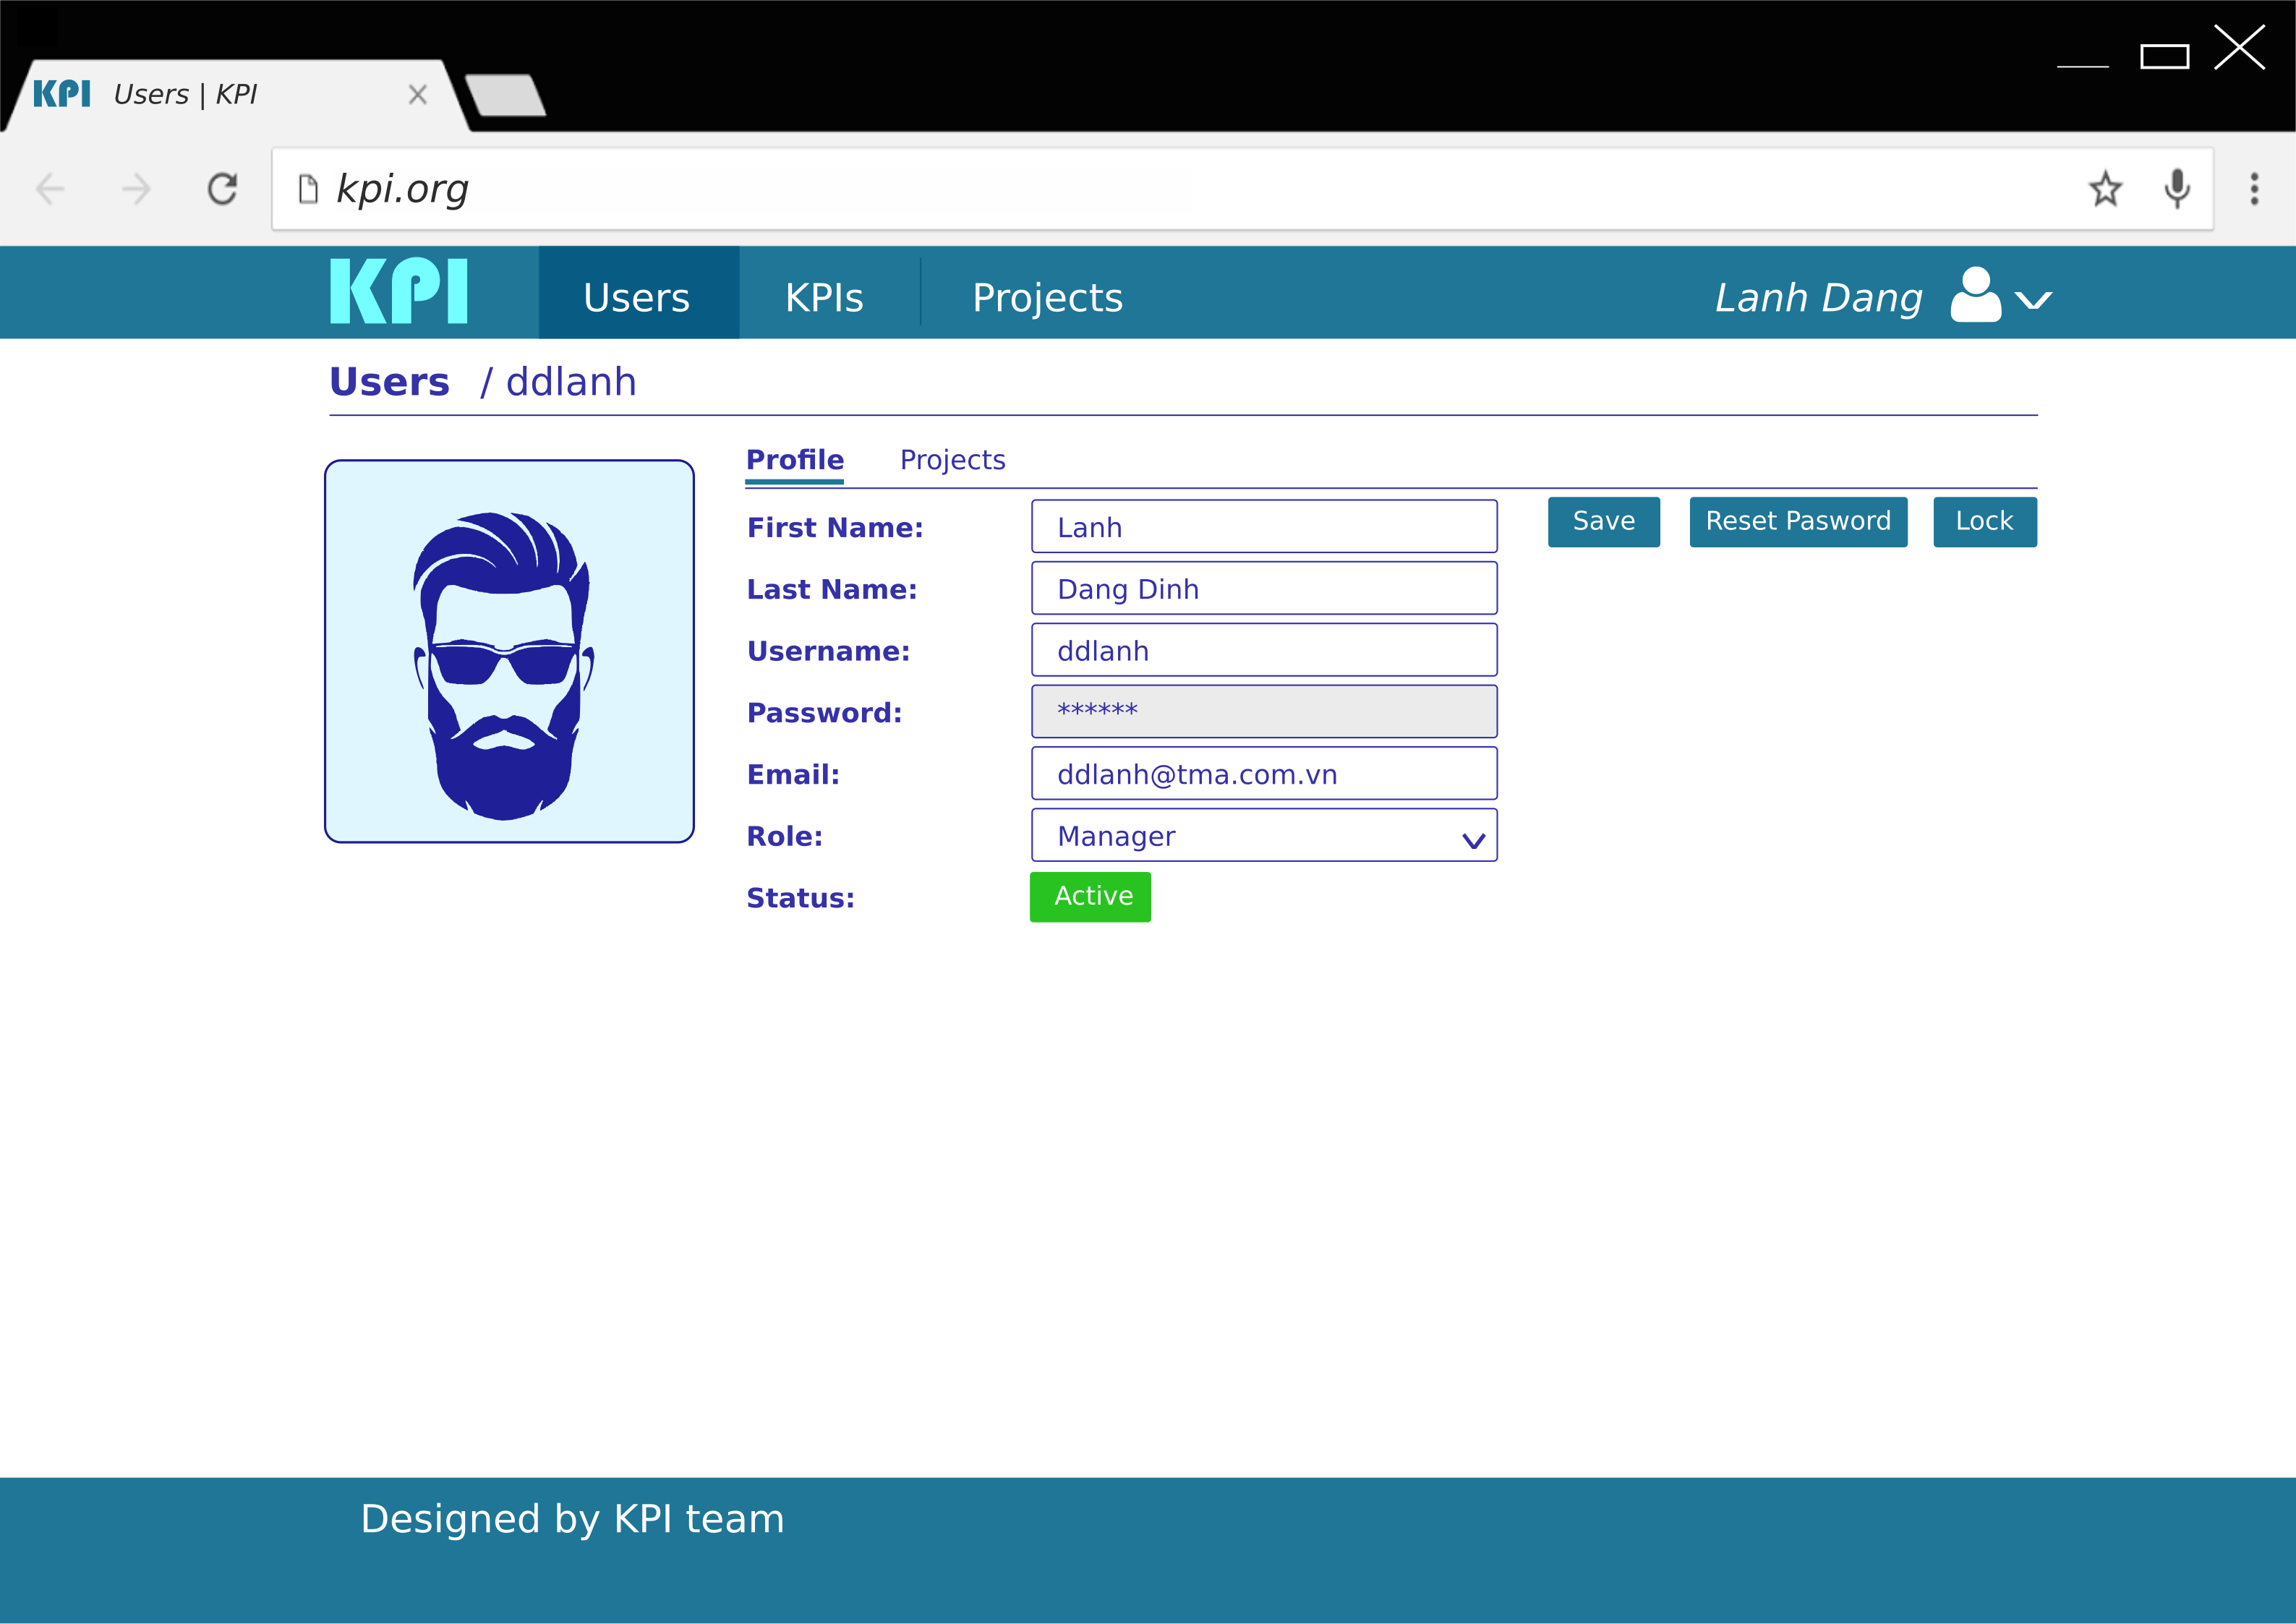 KPI Users | KPI
kpi.org
KPI Users KPIs Projects Lanh Dang
Users / ddlanh
Profile Projects
First Name: Lanh Save Reset Pasword Lock
Last Name: Dang Dinh
Username: ddlanh
Password: ******
Email: ddlanh@tma.com.vn
Role: Manager
Status: Active
Designed by KPI team